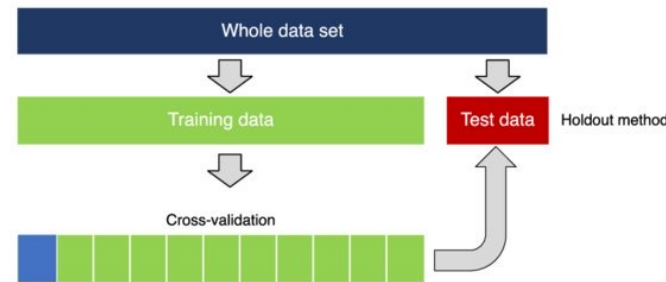 Whole data set
Training data
Test data
Holdout method
Cross-validation